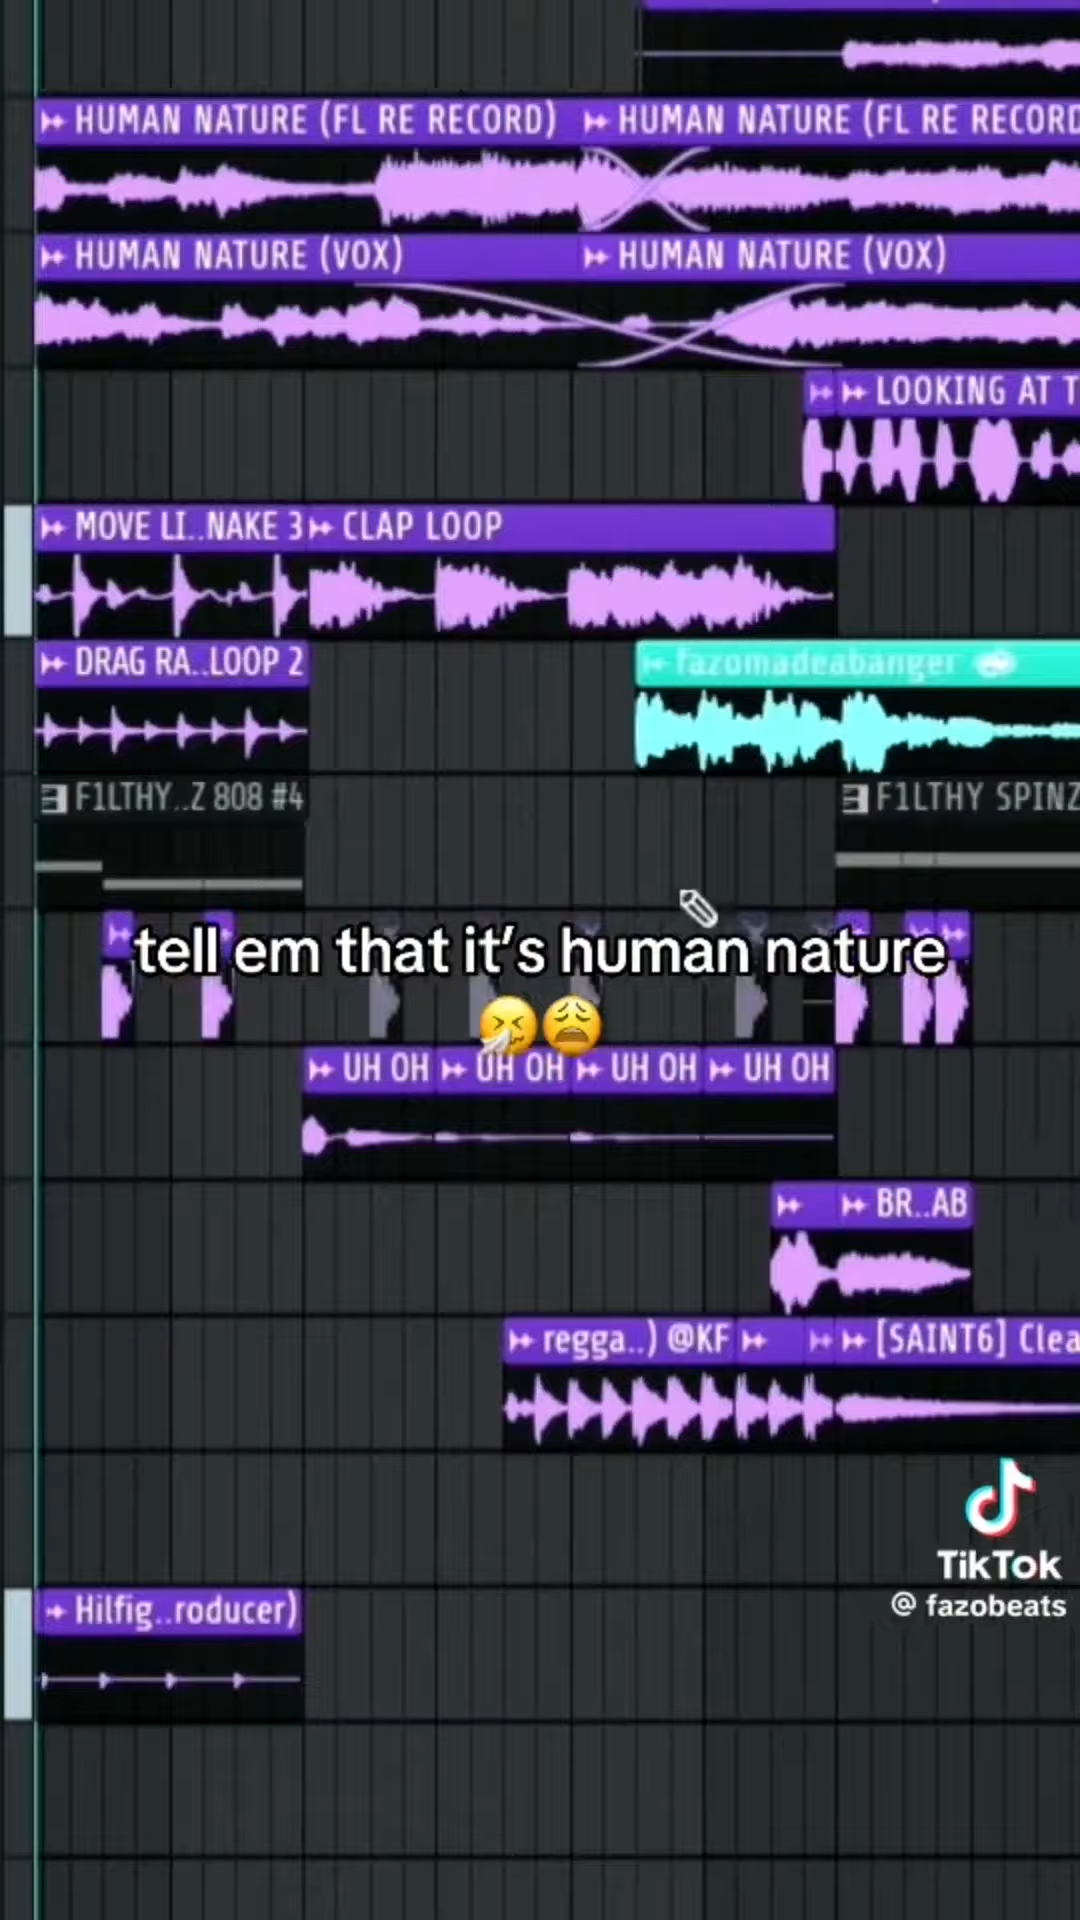 HUMAN NATURE (FL RE RECORD)
HUMAN NATURE (FL RE RECORD
HUMAN NATURE (VOX)
HUMAN NATURE (VOX)
LOOKING AT T
MOVE LI..NAKE 3
CLAP LOOP
DRAG RA..LOOP 2
fazomadeabanger
F1LTHY..Z 808 #4
F1LTHY SPINZ
tell em that it's human nature
🤧😩
UH OH
UH OH
UH OH
UH OH
BR..AB
regga..) @KF
[SAINT6] Clea
TikTok
@ fazobeats
Hilfig..roducer)